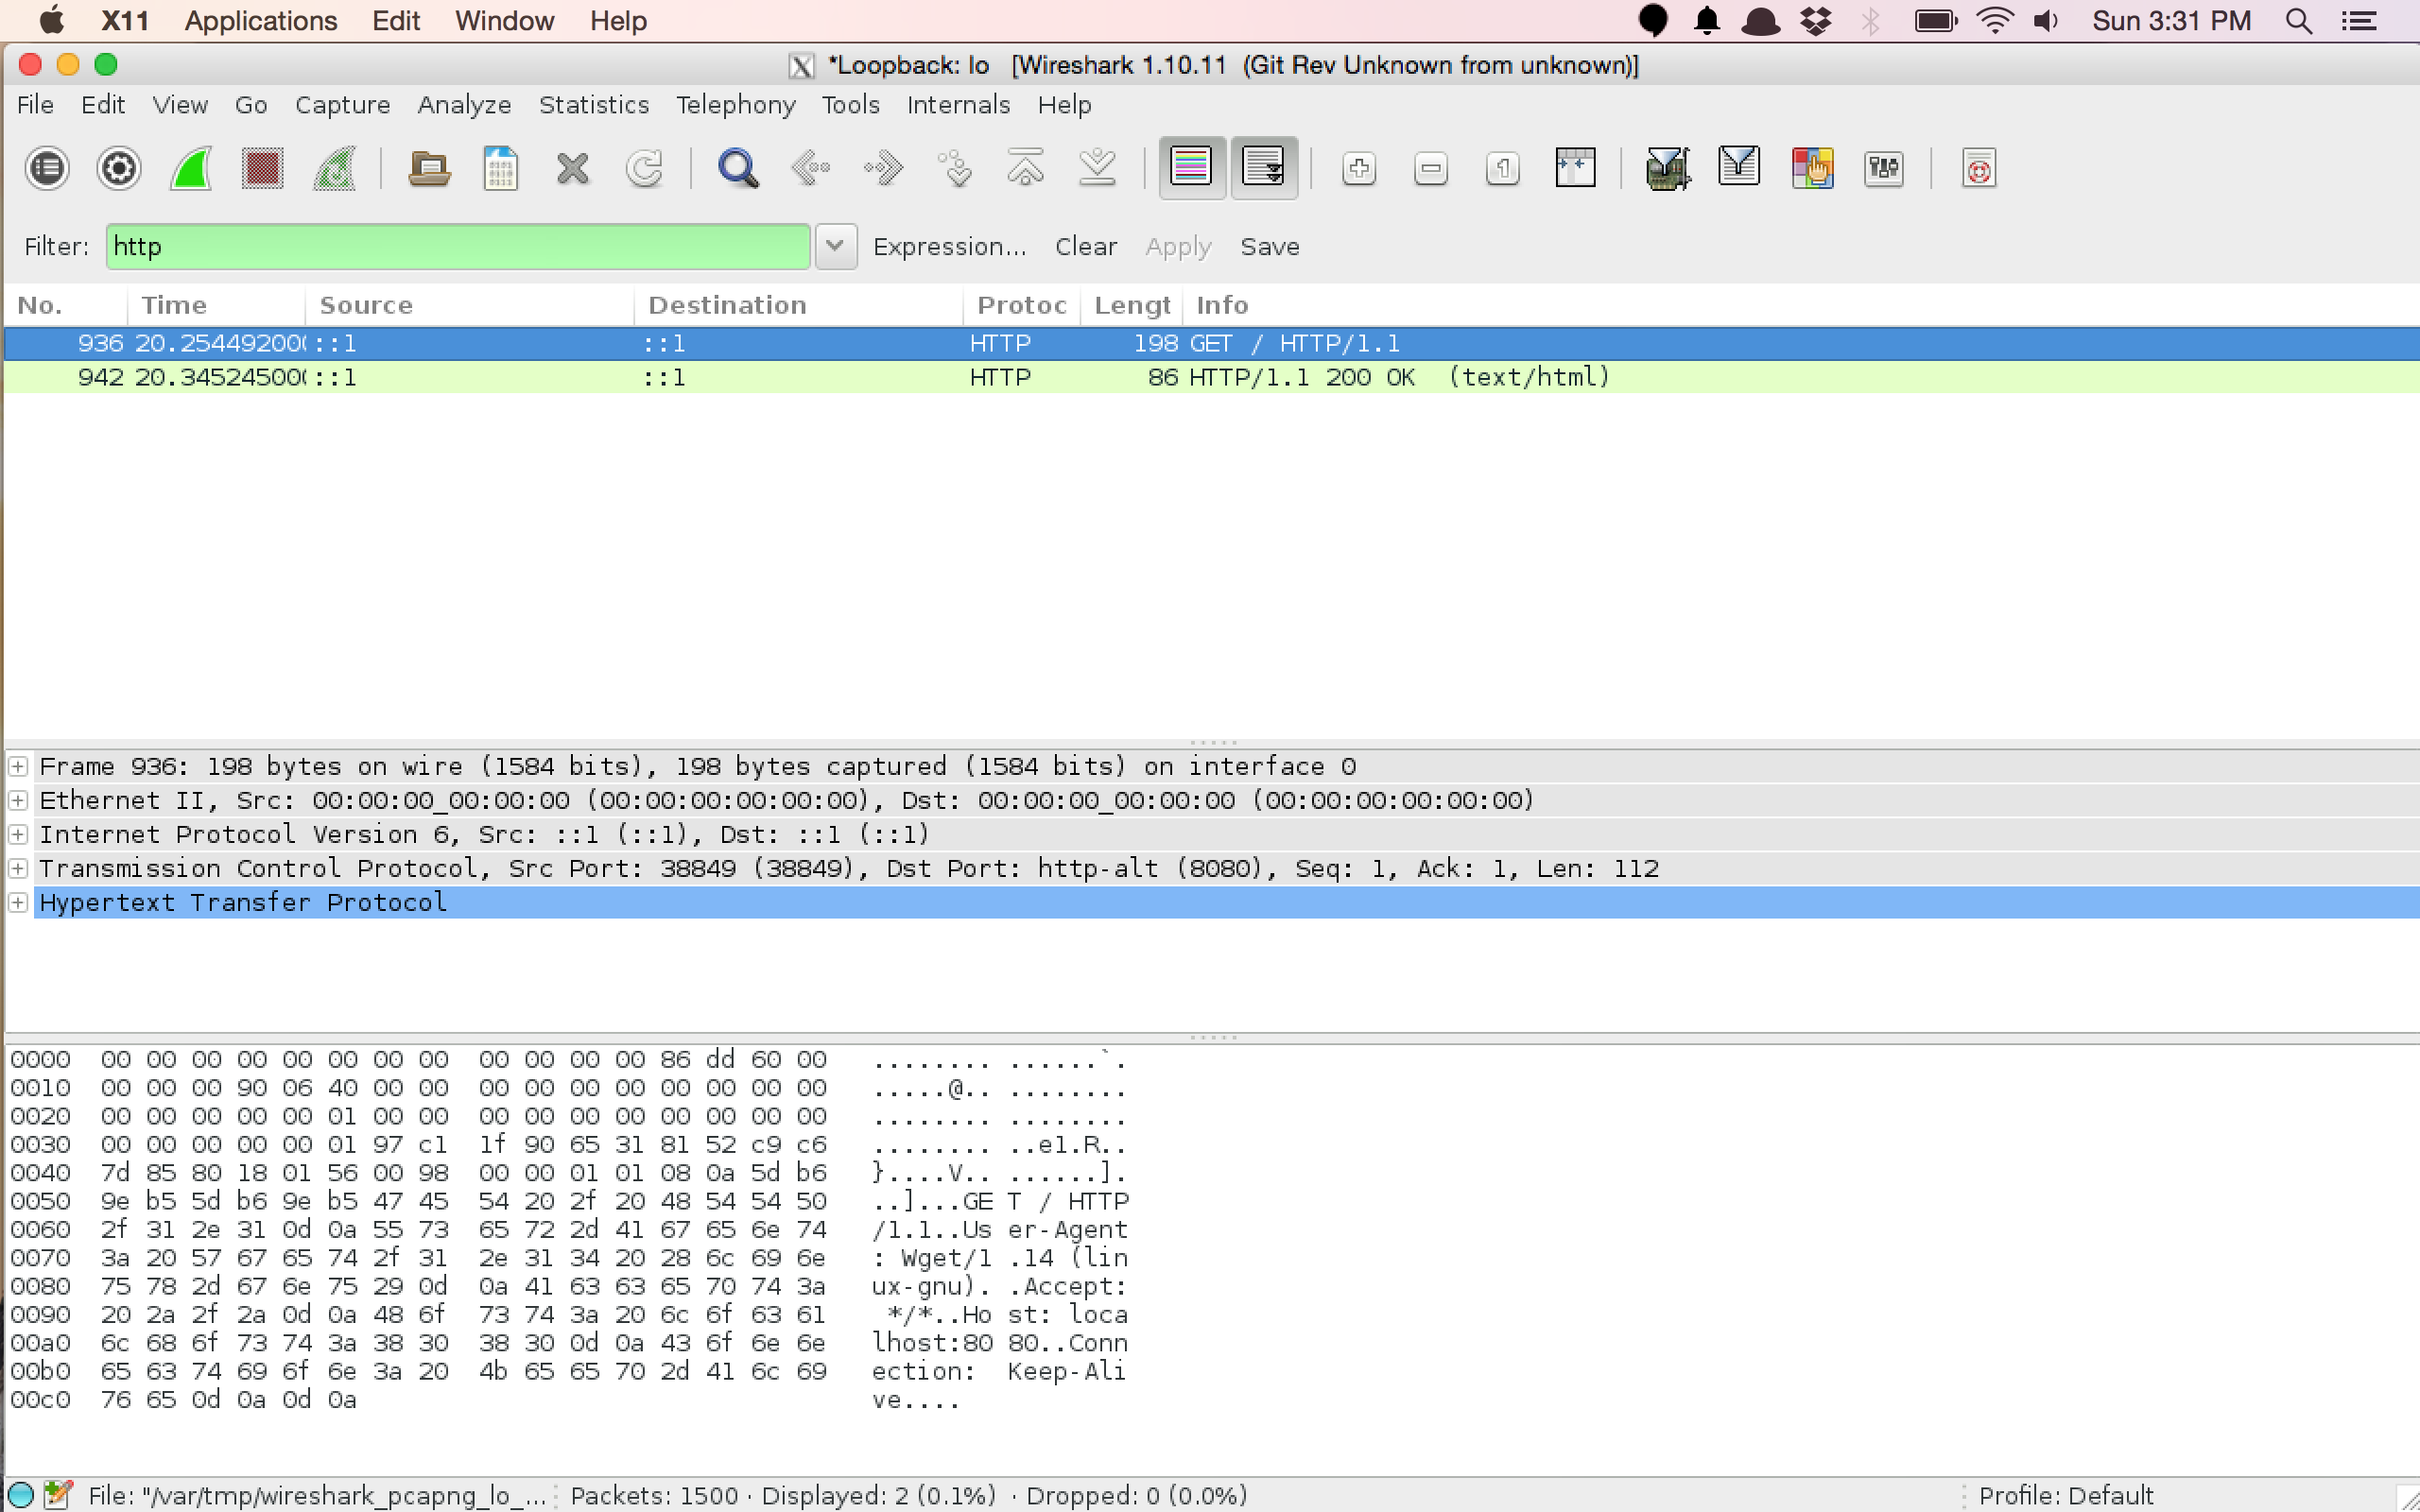 X11 Applications Edit Window Help Sun 3:31 PM
*Loopback: lo [Wireshark 1.10.11 (Git Rev Unknown from unknown)]
File Edit View Go Capture Analyze Statistics Telephony Tools Internals Help
Filter: http Expression... Clear Apply Save
No. Time Source Destination Protoc Lengt Info
936 20.254492000 ::1 ::1 HTTP 198 GET / HTTP/1.1
942 20.345245000 ::1 ::1 HTTP 86 HTTP/1.1 200 OK (text/html)
Frame 936: 198 bytes on wire (1584 bits), 198 bytes captured (1584 bits) on interface 0
Ethernet II, Src: 00:00:00_00:00:00 (00:00:00:00:00:00), Dst: 00:00:00_00:00:00 (00:00:00:00:00:00)
Internet Protocol Version 6, Src: ::1 (::1), Dst: ::1 (::1)
Transmission Control Protocol, Src Port: 38849 (38849), Dst Port: http-alt (8080), Seq: 1, Ack: 1, Len: 112
Hypertext Transfer Protocol
0000 00 00 00 00 00 00 00 00 00 00 00 00 86 dd 60 00 ........ ......`.
0010 00 00 00 90 06 40 00 00 00 00 00 00 00 00 00 00 .....@.. ........
0020 00 00 00 00 00 01 00 00 00 00 00 00 00 00 00 00 ........ ........
0030 00 00 00 00 00 01 97 c1 1f 90 65 31 81 52 c9 c6 ........ ..e1.R..
0040 7d 85 80 18 01 56 00 98 00 00 01 01 08 0a 5d b6 }....V.. ......].
0050 9e b5 5d b6 9e b5 47 45 54 20 2f 20 48 54 54 50 ..]...GE T / HTTP
0060 2f 31 2e 31 0d 0a 55 73 65 72 2d 41 67 65 6e 74 /1.1..Us er-Agent
0070 3a 20 57 67 65 74 2f 31 2e 31 34 20 28 6c 69 6e : Wget/1 .14 (lin
0080 75 78 2d 67 6e 75 29 0d 0a 41 63 63 65 70 74 3a ux-gnu). .Accept:
0090 20 2a 2f 2a 0d 0a 48 6f 73 74 3a 20 6c 6f 63 61 */*..Ho st: loca
00a0 6c 68 6f 73 74 3a 38 30 38 30 0d 0a 43 6f 6e 6e lhost:80 80..Conn
00b0 65 63 74 69 6f 6e 3a 20 4b 65 65 70 2d 41 6c 69 ection: Keep-Ali
00c0 76 65 0d 0a 0d 0a ve....
File: "/var/tmp/wireshark_pcapng_lo_... Packets: 1500 · Displayed: 2 (0.1%) · Dropped: 0 (0.0%) Profile: Default